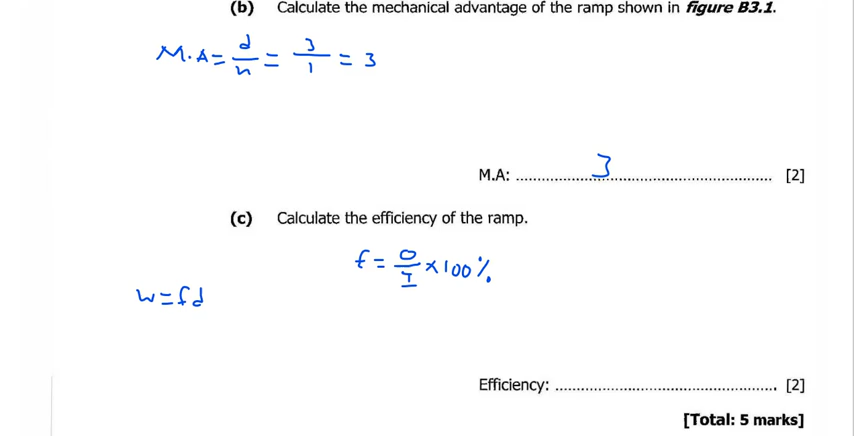 (b) Calculate the mechanical advantage of the ramp shown in figure B3.1.
M.A = d/h = 3/1 = 3
M.A: 3 [2]
(c) Calculate the efficiency of the ramp.
f = O/I × 100%
w = fd
Efficiency: [2]
[Total: 5 marks]